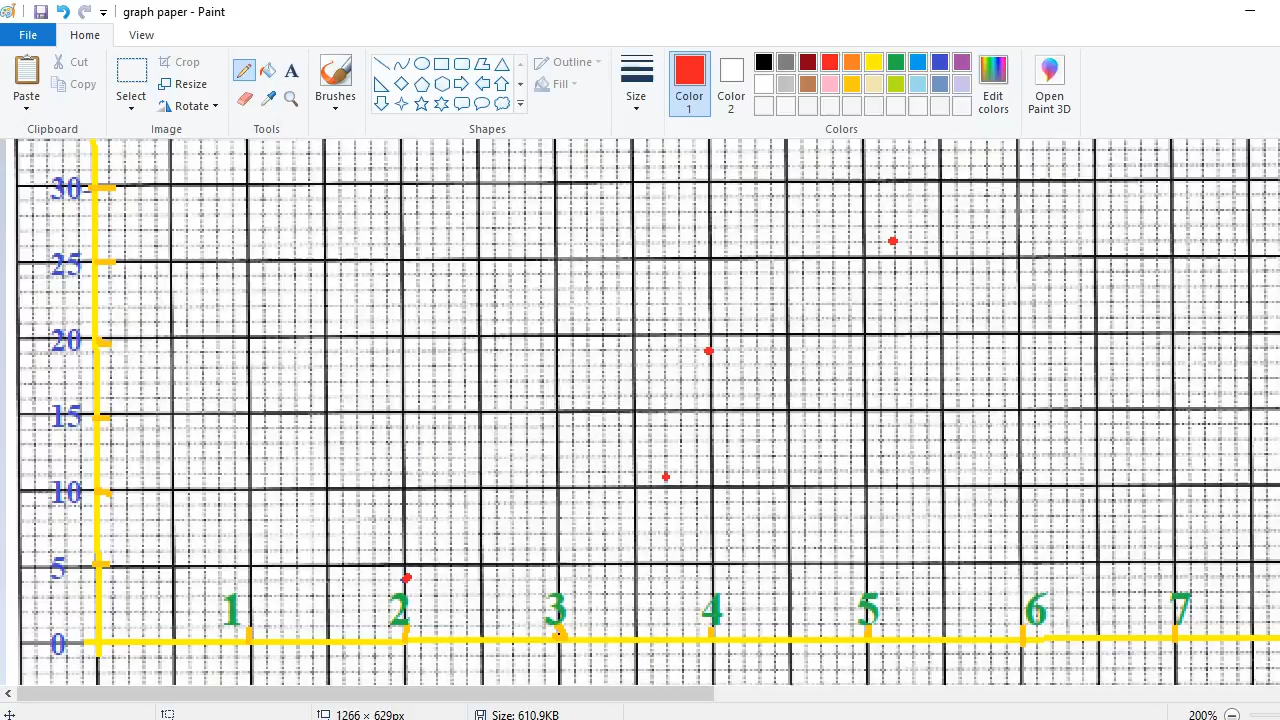 graph paper - Paint
File Home View
Paste
Cut
Copy
Clipboard
Select
Crop
Resize
Rotate
Image
A
Tools
Brushes
Outline
Fill
Shapes
Size
Color 1
Color 2
Edit colors
Colors
Open Paint 3D
30
25
20
15
10
5
0
1 2 3 4 5 6 7
1266 × 629px
Size: 610.9KB
200%